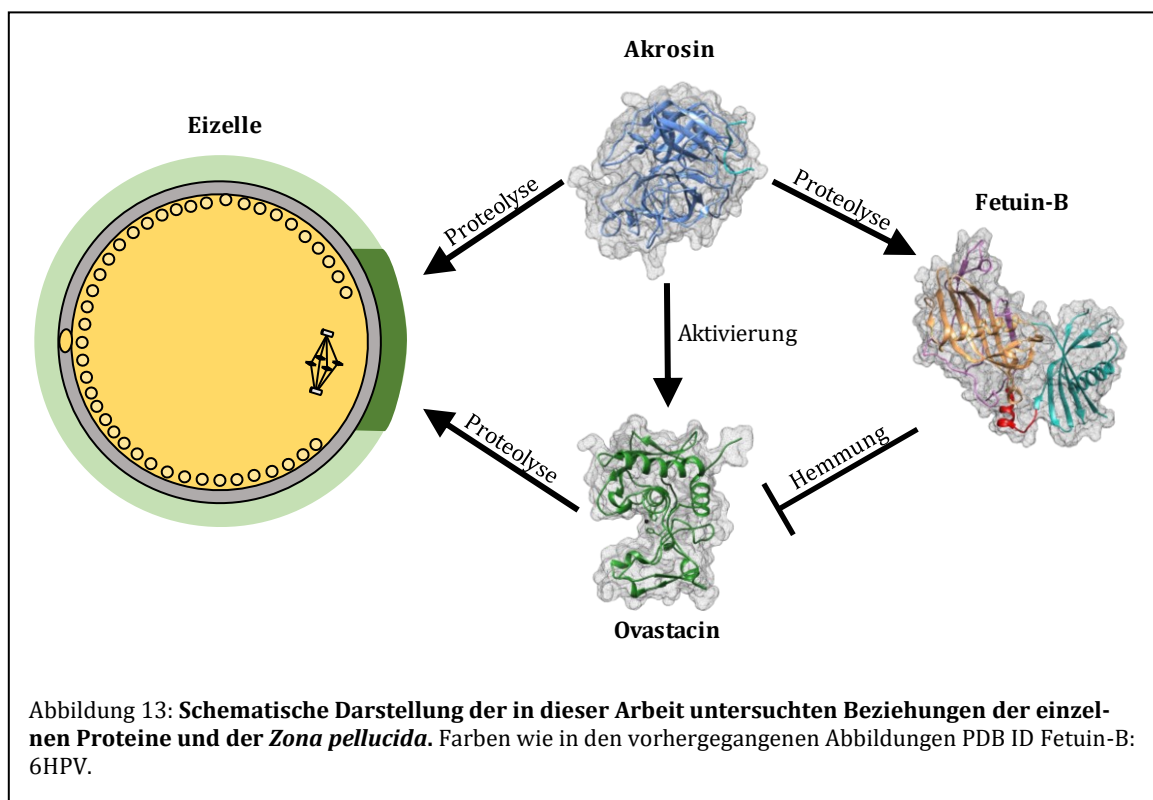 Akrosin
Eizelle
Proteolyse
Proteolyse
Fetuin-B
Aktivierung
Proteolyse
Hemmung
Ovastacin
Abbildung 13: Schematische Darstellung der in dieser Arbeit untersuchten Beziehungen der einzel-
nen Proteine und der Zona pellucida. Farben wie in den vorhergegangenen Abbildungen PDB ID Fetuin-B:
6HPV.